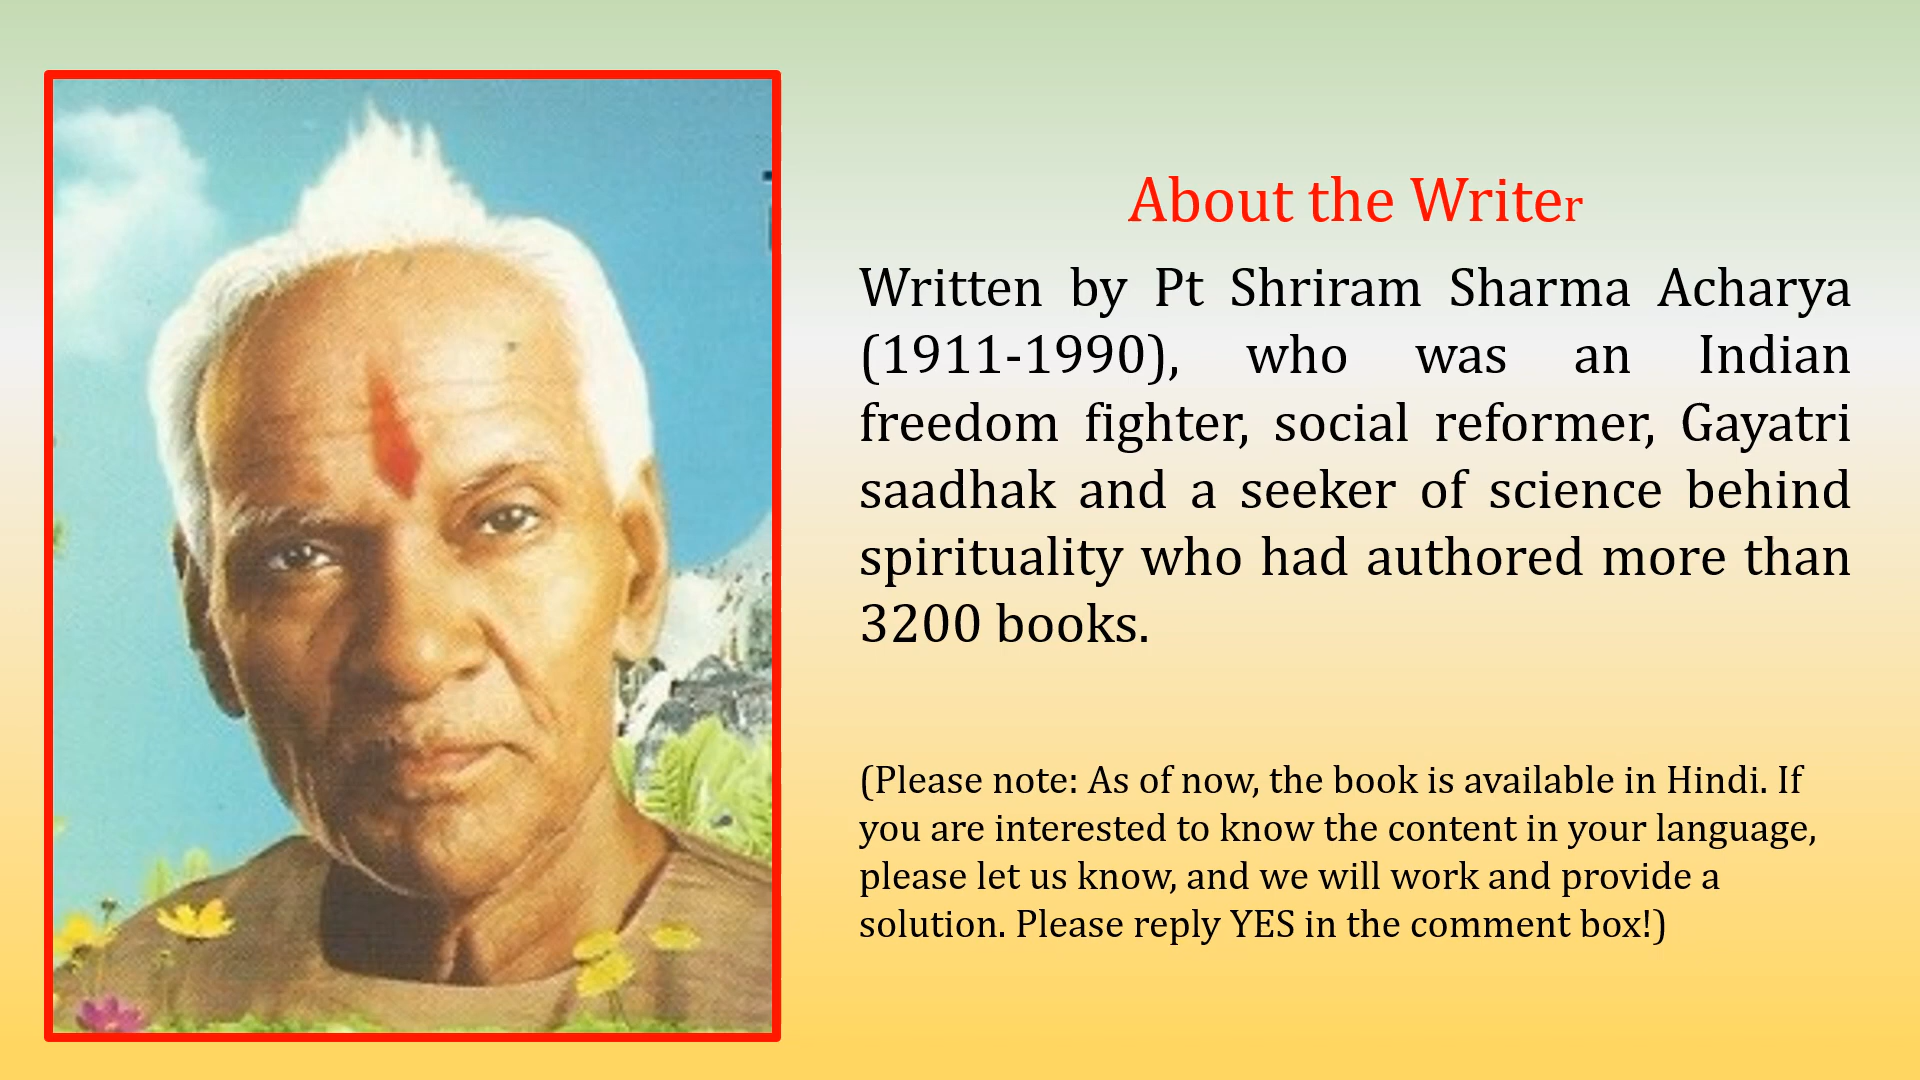 About the Writer
Written by Pt Shriram Sharma Acharya
(1911-1990), who was an Indian
freedom fighter, social reformer, Gayatri
saadhak and a seeker of science behind
spirituality who had authored more than
3200 books.
(Please note: As of now, the book is available in Hindi. If
you are interested to know the content in your language,
please let us know, and we will work and provide a
solution. Please reply YES in the comment box!)